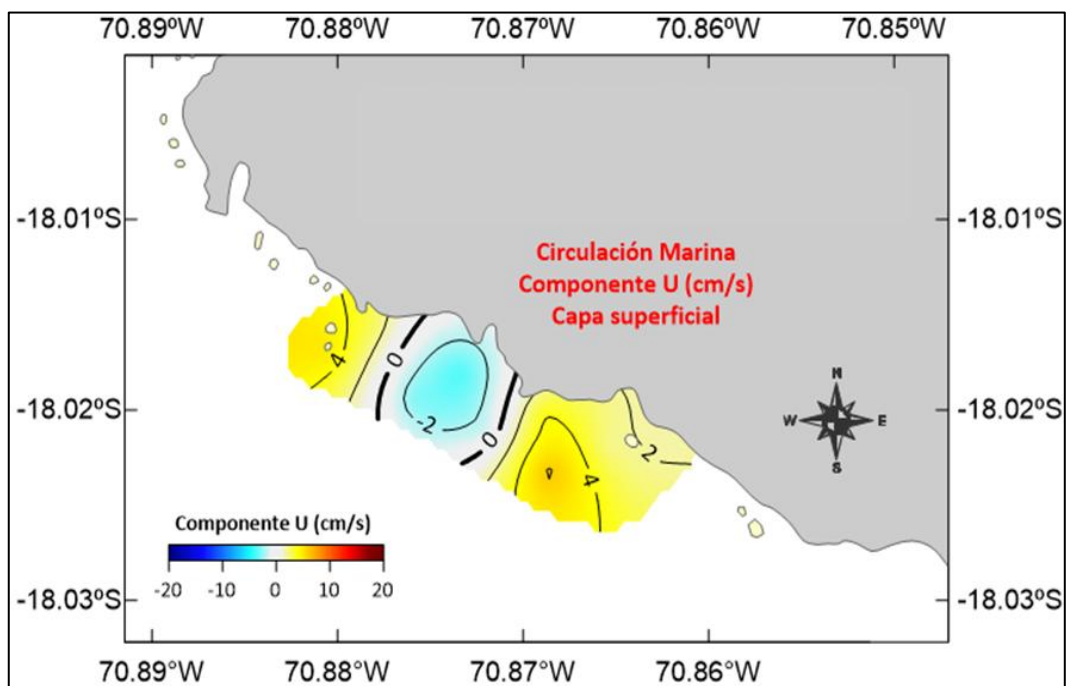 70.89ºW 70.88ºW 70.87ºW 70.86ºW 70.85ºW
-18.01ºS -18.01ºS
Circulación Marina
Componente U (cm/s)
Capa superficial
4
0
-2
0
4
2
N
W E
S
-18.02ºS -18.02ºS
Componente U (cm/s)
-20 -10 0 10 20
-18.03ºS -18.03ºS
70.89°W 70.88°W 70.87°W 70.86°W